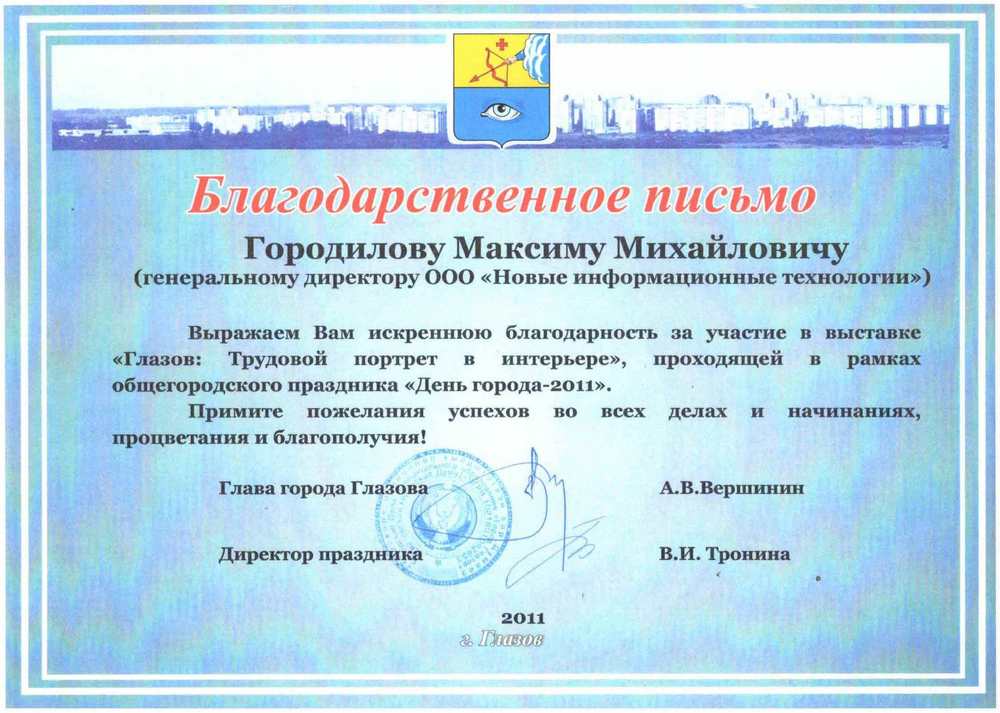 Благодарственное письмо
Городилову Максиму Михайловичу
(генеральному директору ООО «Новые информационные технологии»)
Выражаем Вам искреннюю благодарность за участие в выставке
«Глазов: Трудовой портрет в интерьере», проходящей в рамках
общегородского праздника «День города-2011».
Примите пожелания успехов во всех делах и начинаниях,
процветания и благополучия!
Глава города Глазова А.В.Вершинин
Директор праздника В.И. Тронина
2011
г. Глазов